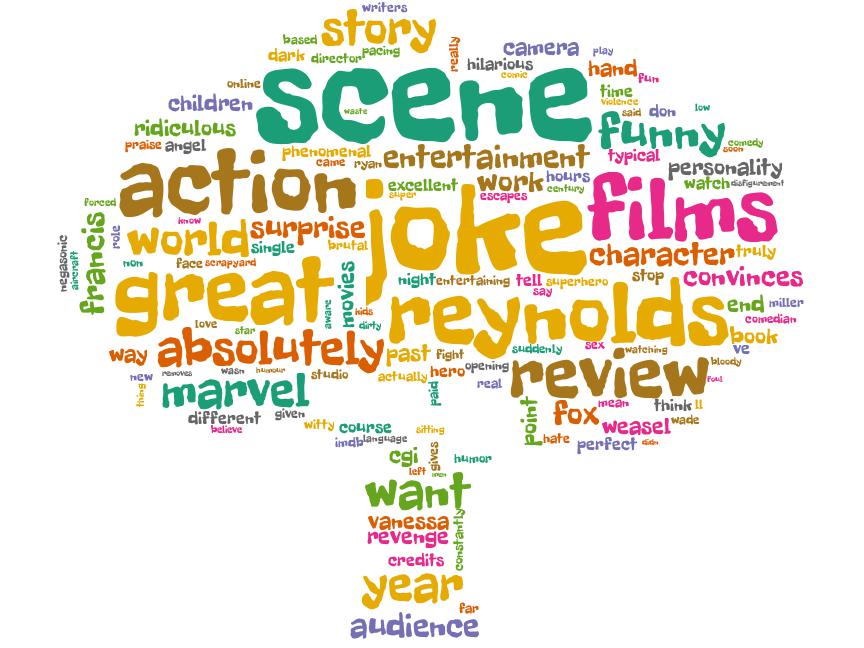 writers
story
based
really
camera
play
dark
director
pacing
hilarious
comic
hand
fun
online
scene
time
violence
children
waste
said
don
low
ridiculous
funny
praise
angel
phenomenal
entertainment
typical
comedy
soon
came
ryan
personality
action
excellent
super
work
hours
century
escapes
watch
disfigurement
forced
joke
films
francis
role
know
world
surprise
single
brutal
character
truly
megasonic
aircraft
non
face
scrapyard
movies
night
entertaining
tell
superhero
say
stop
convinces
great
aware
kids
dirty
reynolds
end
miller
comedian
book
love
star
way
absolutely
past
fight
suddenly
sex
watching
ve
bloody
new
removes
wasn
humour
studio
actually
hero
opening
real
review
foul
thing
marvel
paid
different
given
believe
witty
course
point
fox
mean
think
ll
weasel
wade
hate
perfect
didn
imdb
language
sitting
cgi
gives
humor
left
want
vanessa
revenge
constantly
credits
year
far
audience